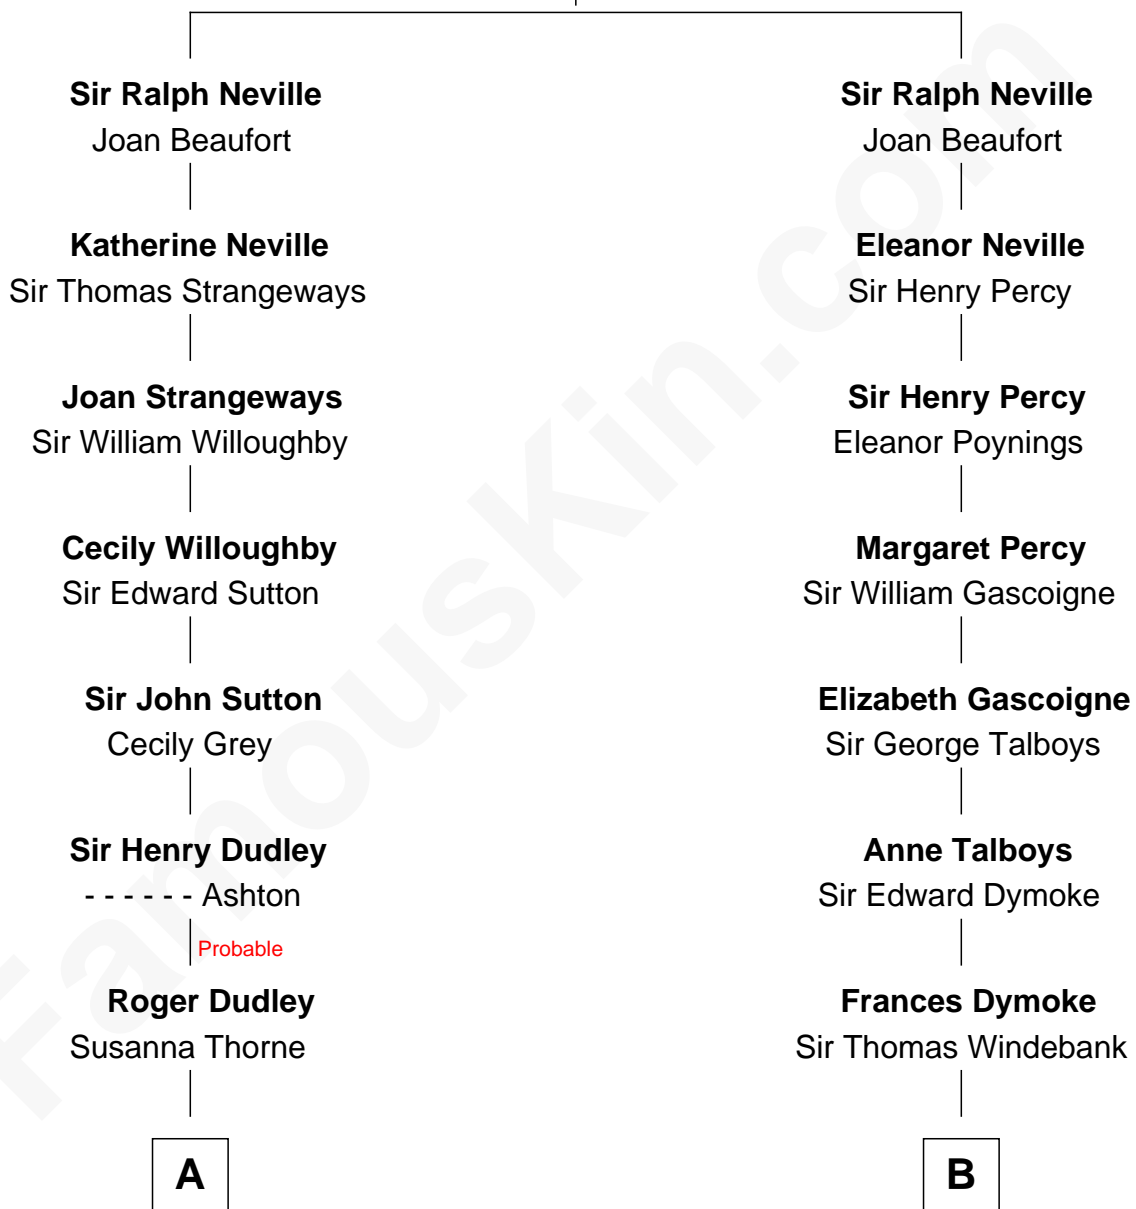 Sir Ralph Neville
Joan Beaufort
Katherine Neville
Sir Thomas Strangeways
Joan Strangeways
Sir William Willoughby
Cecily Willoughby
Sir Edward Sutton
Sir John Sutton
Cecily Grey
Sir Henry Dudley
- - - - - - Ashton
Probable
Roger Dudley
Susanna Thorne
A
Sir Ralph Neville
Joan Beaufort
Eleanor Neville
Sir Henry Percy
Sir Henry Percy
Eleanor Poynings
Margaret Percy
Sir William Gascoigne
Elizabeth Gascoigne
Sir George Talboys
Anne Talboys
Sir Edward Dymoke
Frances Dymoke
Sir Thomas Windebank
B
FamousKin.com